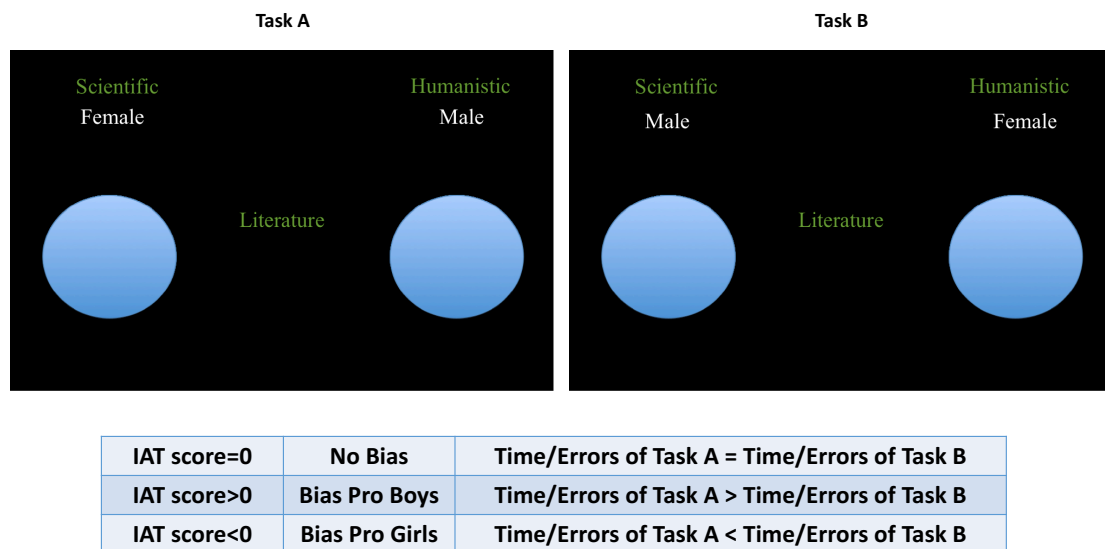 Task A
Task B
Scientific
Female
Humanistic
Male
Literature
Scientific
Male
Humanistic
Female
Literature
IAT score=0 No Bias Time/Errors of Task A = Time/Errors of Task B
IAT score>0 Bias Pro Boys Time/Errors of Task A > Time/Errors of Task B
IAT score<0 Bias Pro Girls Time/Errors of Task A < Time/Errors of Task B